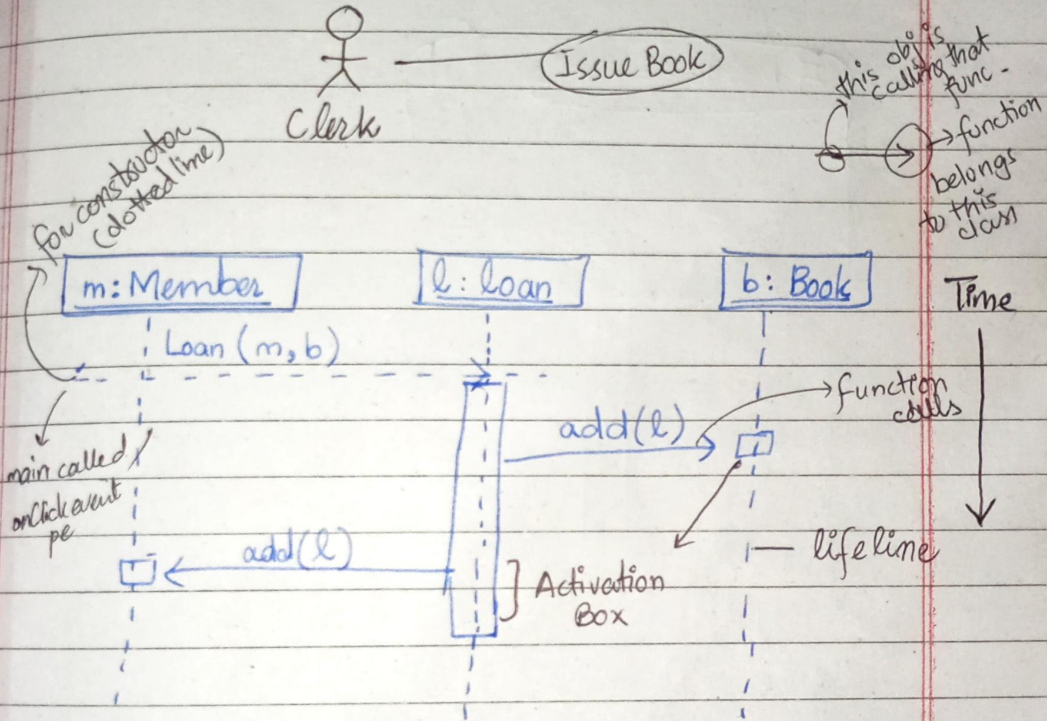 Issue Book
Clerk
this obj is
calling that
func.
function
belongs
to this
class
for constructor
(dotted line)
m: Member
l: loan
b: Book
Time
Loan (m, b)
function
calls
add(l)
main called
onClick event
pe
add(l)
lifeline
Activation
Box